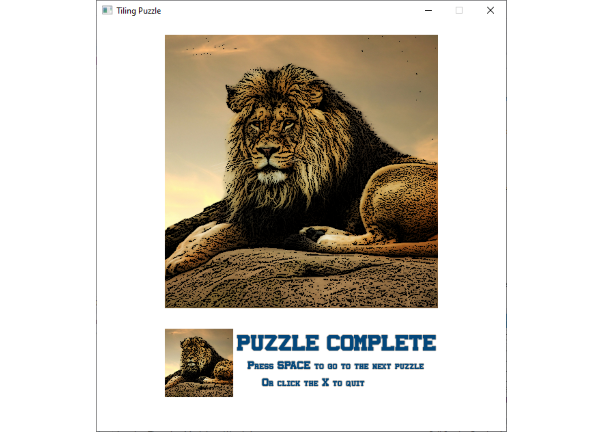 Tiling Puzzle
PUZZLE COMPLETE
Press SPACE to go to the next puzzle
Or click the X to quit